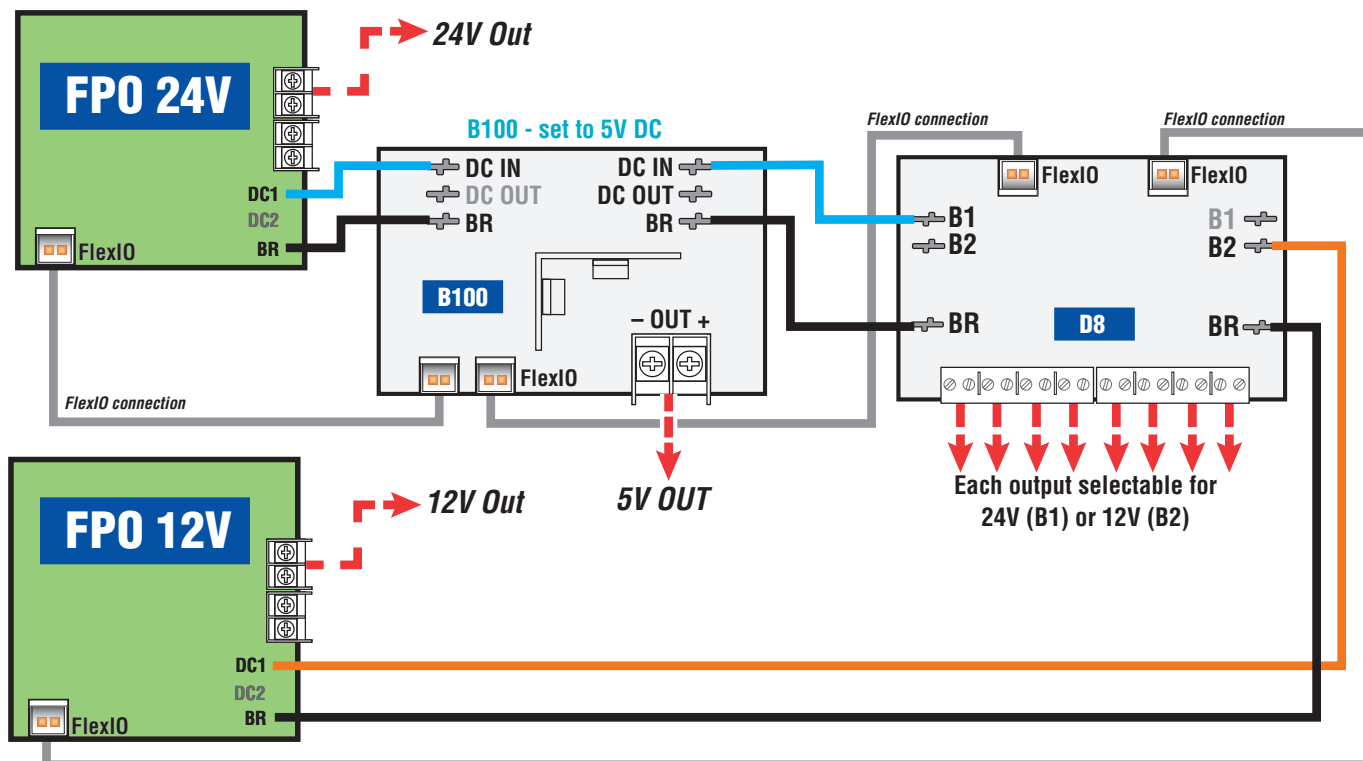 24V Out
FPO 24V
DC1
DC2
BR
FlexIO
FlexIO connection
B100 - set to 5V DC
DC IN
DC OUT
BR
DC IN
DC OUT
BR
B100
– OUT +
FlexIO
5V OUT
FlexIO connection
FlexIO connection
FlexIO
FlexIO
B1
B2
BR
B1
B2
BR
D8
Each output selectable for
24V (B1) or 12V (B2)
FPO 12V
12V Out
DC1
DC2
BR
FlexIO